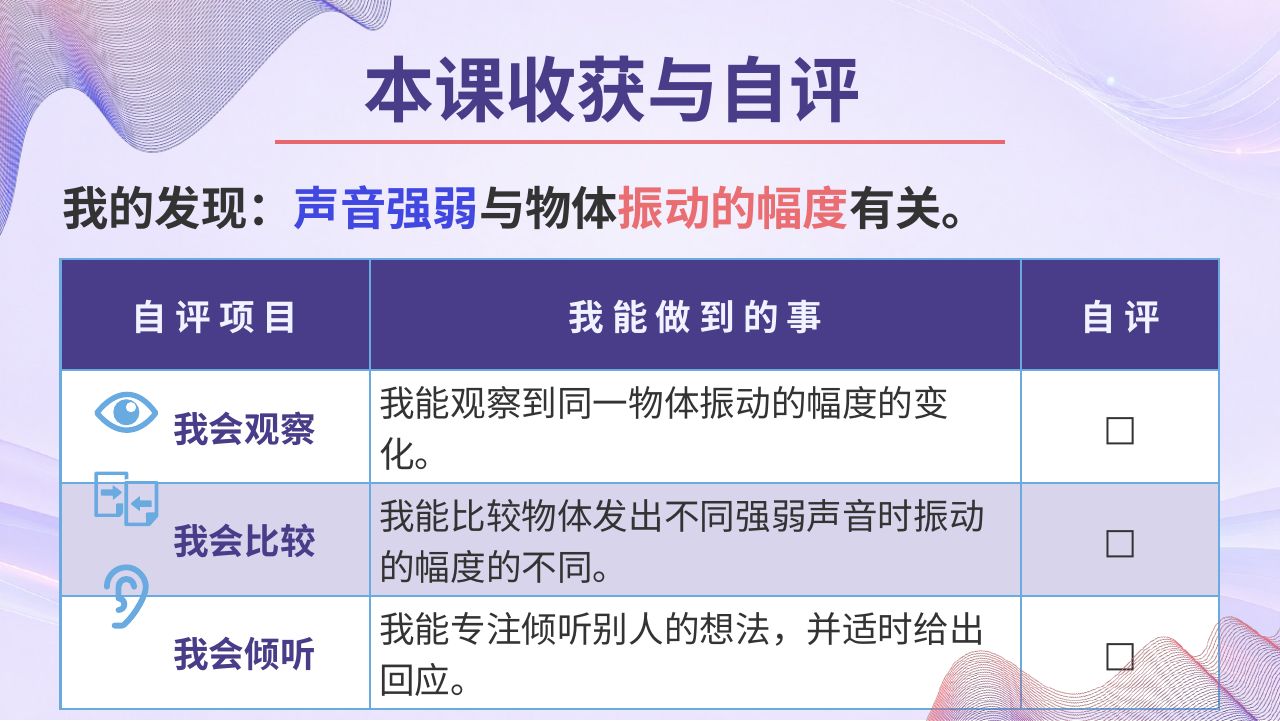 本课收获与自评
我的发现：声音强弱与物体振动的幅度有关。
自评项目
我能做到的事
自评
我会观察
我能观察到同一物体振动的幅度的变
化。
□
我会比较
我能比较物体发出不同强弱声音时振动
的幅度的不同。
□
我会倾听
我能专注倾听别人的想法，并适时给出
回应。
□